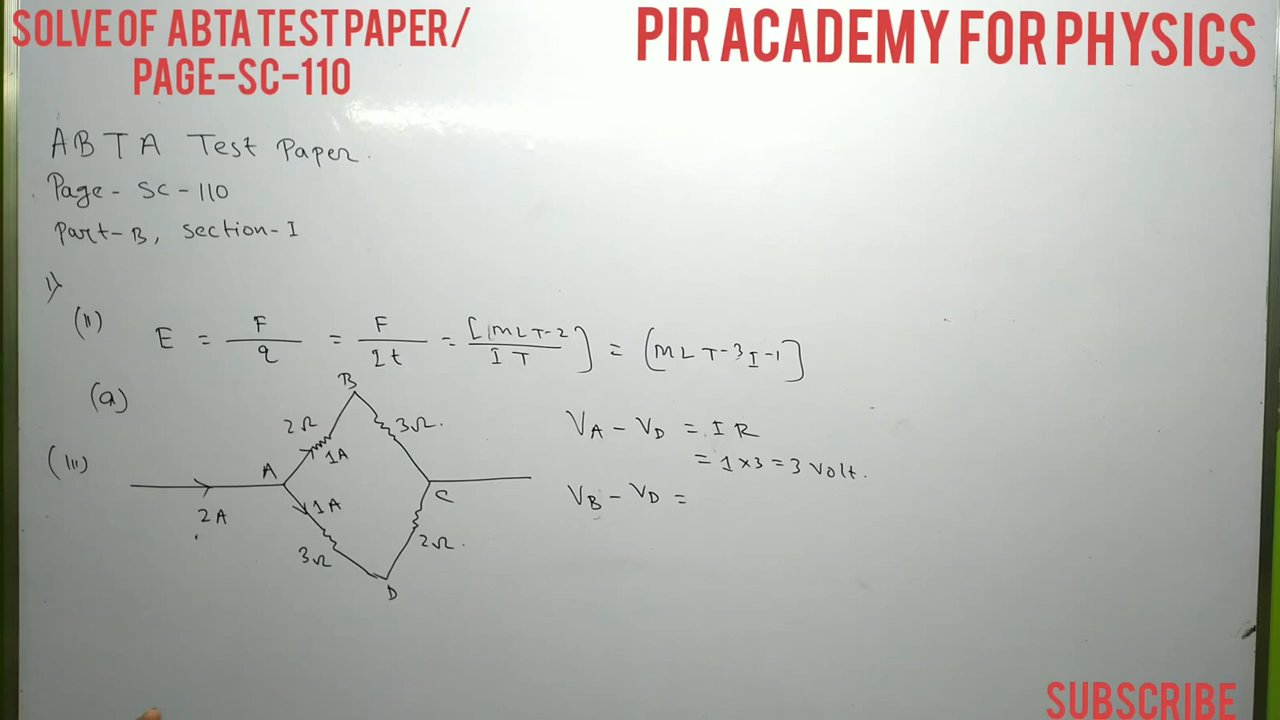 SOLVE OF ABTA TEST PAPER/
PAGE-SC-110
PIR ACADEMY FOR PHYSICS
ABTA Test Paper.
Page - SC - 110
Part-B, Section-I
1)
(II) E = F/q = F/It = [MLT-2/IT] = (MLT-3I-1]
(a)
B
2Ω 3Ω.
1A
(III)
A
C
2A
1A
3Ω
2Ω.
D
VA - VD = IR
= 1×3 = 3 Volt.
VB - VD =
SUBSCRIBE